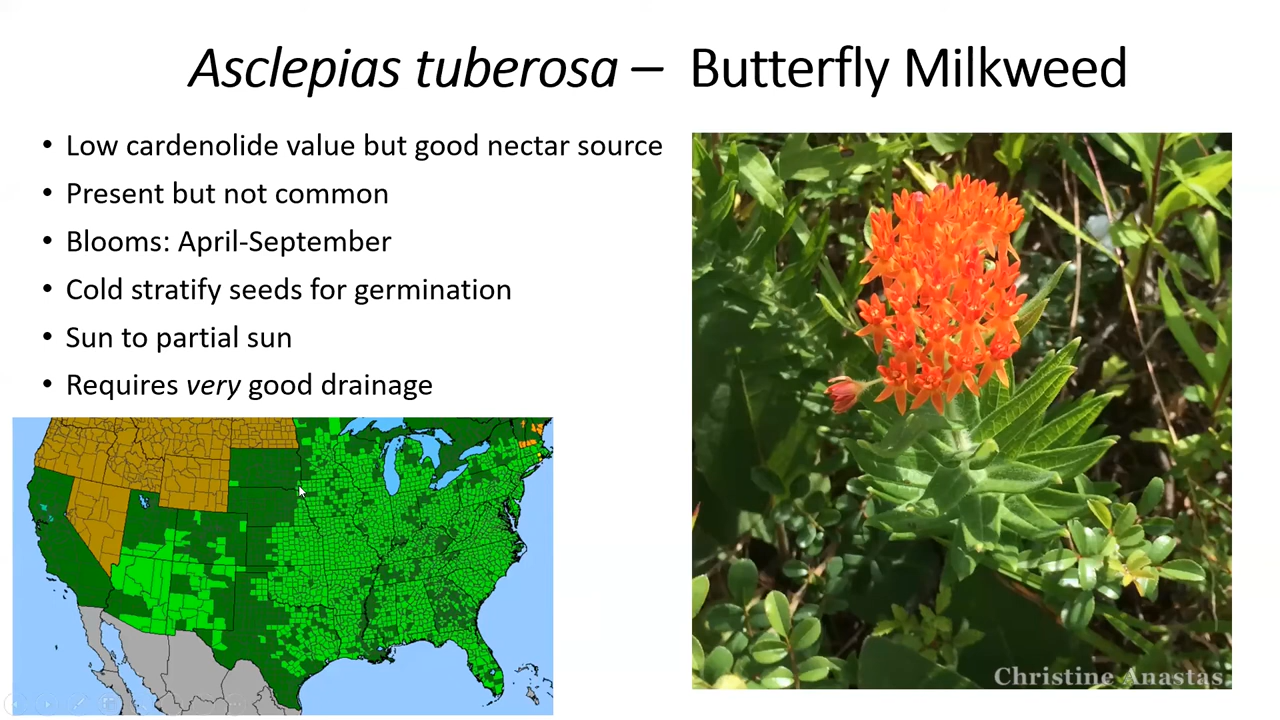 Asclepias tuberosa – Butterfly Milkweed
• Low cardenolide value but good nectar source
• Present but not common
• Blooms: April-September
• Cold stratify seeds for germination
• Sun to partial sun
• Requires very good drainage
Christine Anastas